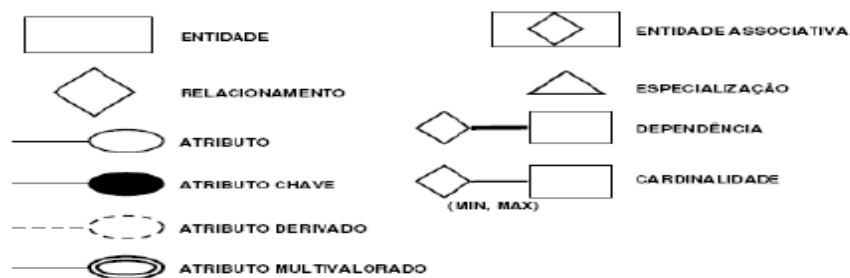 ENTIDADE
RELACIONAMENTO
ATRIBUTO
ATRIBUTO CHAVE
ATRIBUTO DERIVADO
ATRIBUTO MULTIVALORADO
ENTIDADE ASSOCIATIVA
ESPECIALIZAÇÃO
DEPENDÊNCIA
CARDINALIDADE
(MIN, MAX)